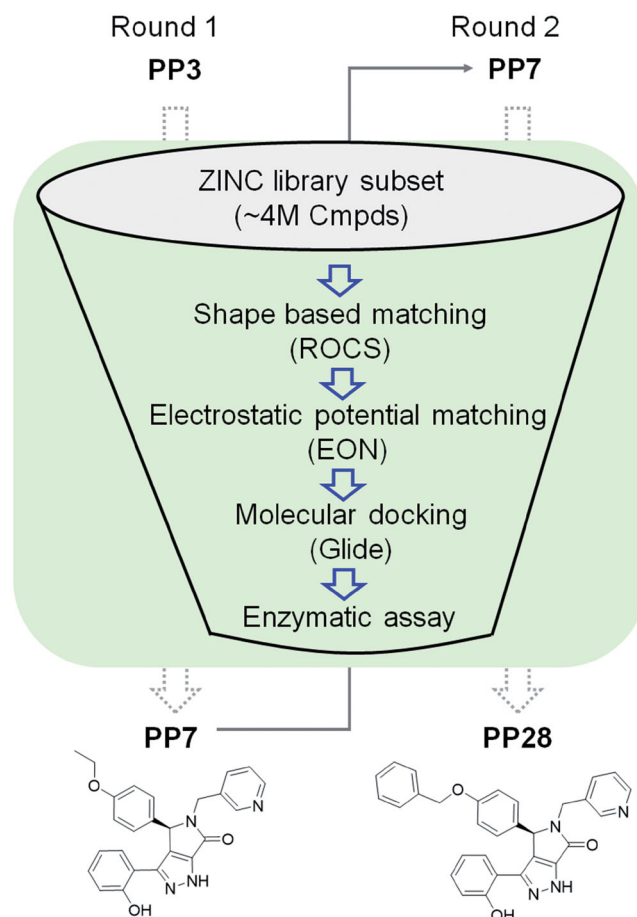 Round 1
Round 2
PP3
PP7
ZINC library subset
(~4M Cmpds)
Shape based matching
(ROCS)
Electrostatic potential matching
(EON)
Molecular docking
(Glide)
Enzymatic assay
PP7
PP28
O
N
N
O
N
NH
OH
O
N
N
O
N
NH
OH